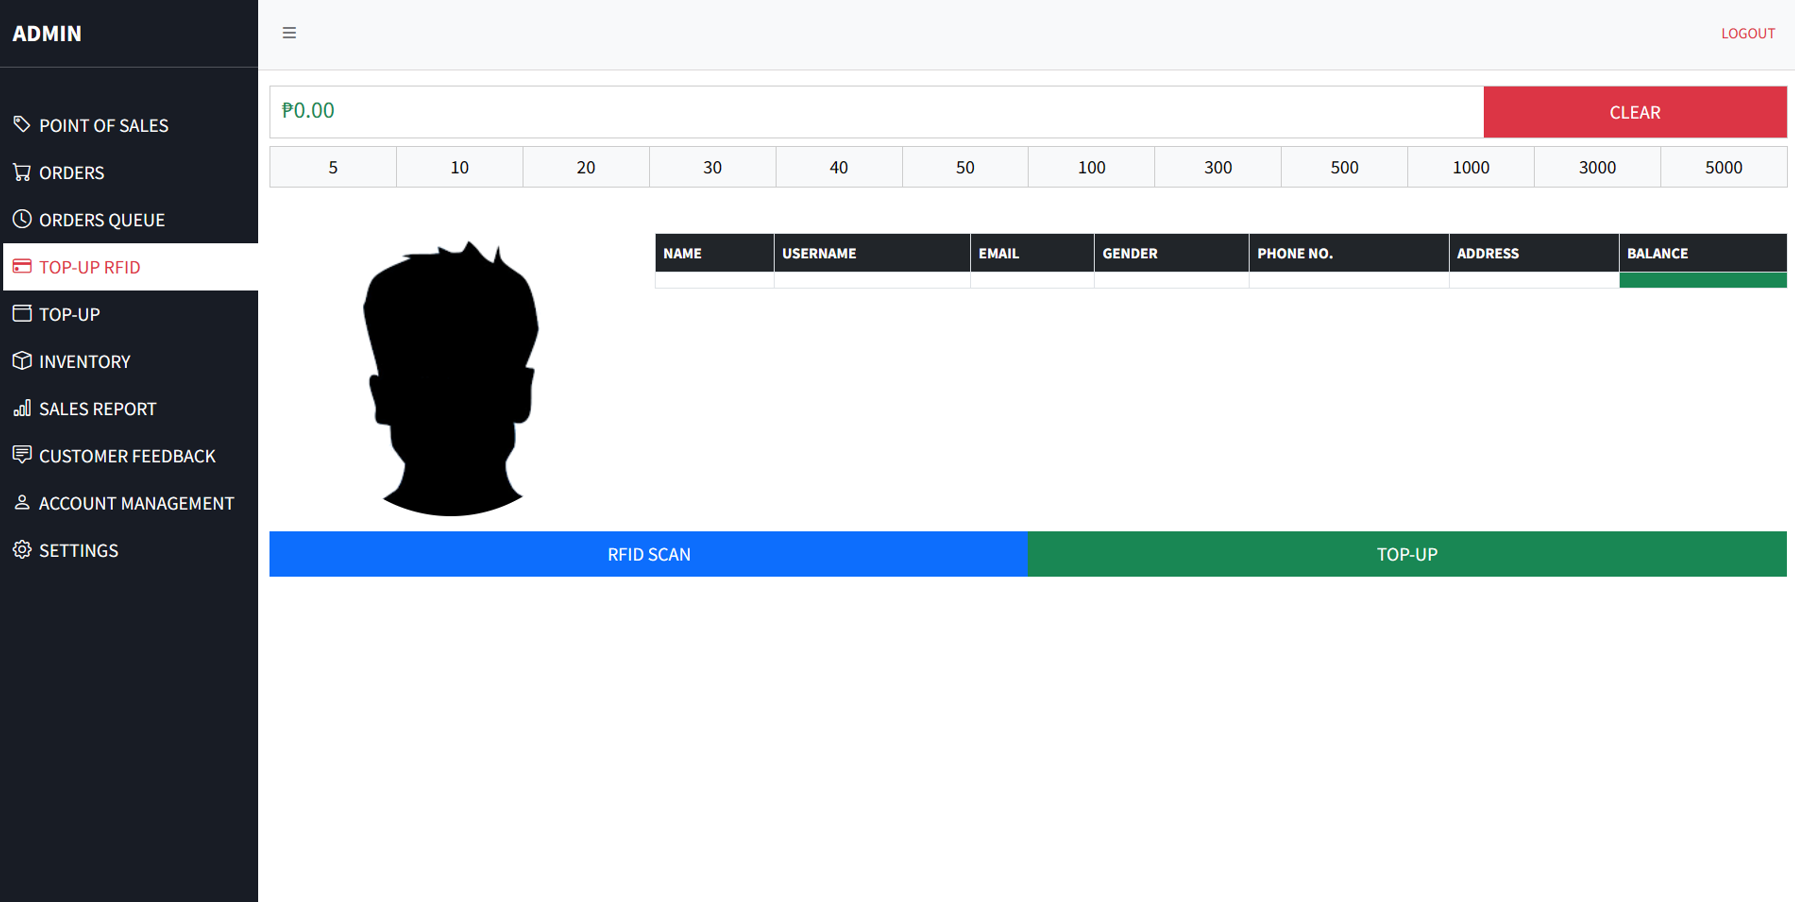 ADMIN
LOGOUT
POINT OF SALES
ORDERS
ORDERS QUEUE
TOP-UP RFID
TOP-UP
INVENTORY
SALES REPORT
CUSTOMER FEEDBACK
ACCOUNT MANAGEMENT
SETTINGS
₱0.00 CLEAR
5 10 20 30 40 50 100 300 500 1000 3000 5000
NAME USERNAME EMAIL GENDER PHONE NO. ADDRESS BALANCE
RFID SCAN TOP-UP